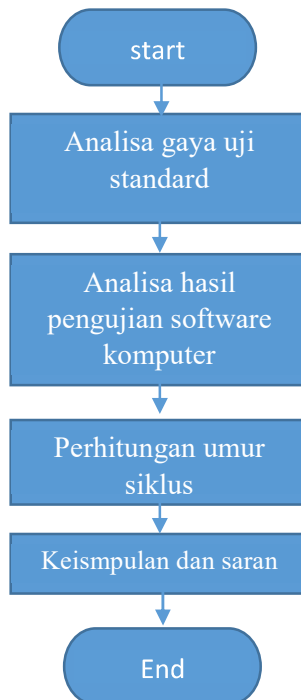 start
Analisa gaya uji
standard
Analisa hasil
pengujian software
komputer
Perhitungan umur
siklus
Keismpulan dan saran
End